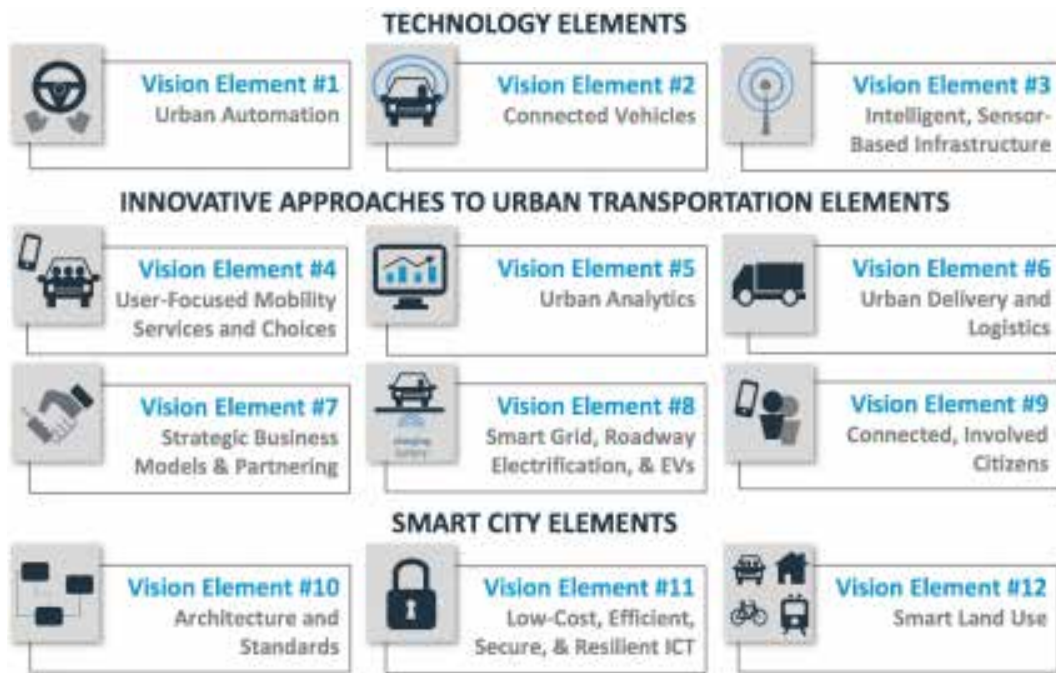 TECHNOLOGY ELEMENTS
Vision Element #1
Urban Automation
Vision Element #2
Connected Vehicles
Vision Element #3
Intelligent, Sensor-
Based Infrastructure
INNOVATIVE APPROACHES TO URBAN TRANSPORTATION ELEMENTS
Vision Element #4
User-Focused Mobility
Services and Choices
Vision Element #5
Urban Analytics
Vision Element #6
Urban Delivery and
Logistics
Vision Element #7
Strategic Business
Models & Partnering
Vision Element #8
Smart Grid, Roadway
Electrification, & EVs
Vision Element #9
Connected, Involved
Citizens
SMART CITY ELEMENTS
Vision Element #10
Architecture and
Standards
Vision Element #11
Low-Cost, Efficient,
Secure, & Resilient ICT
Vision Element #12
Smart Land Use